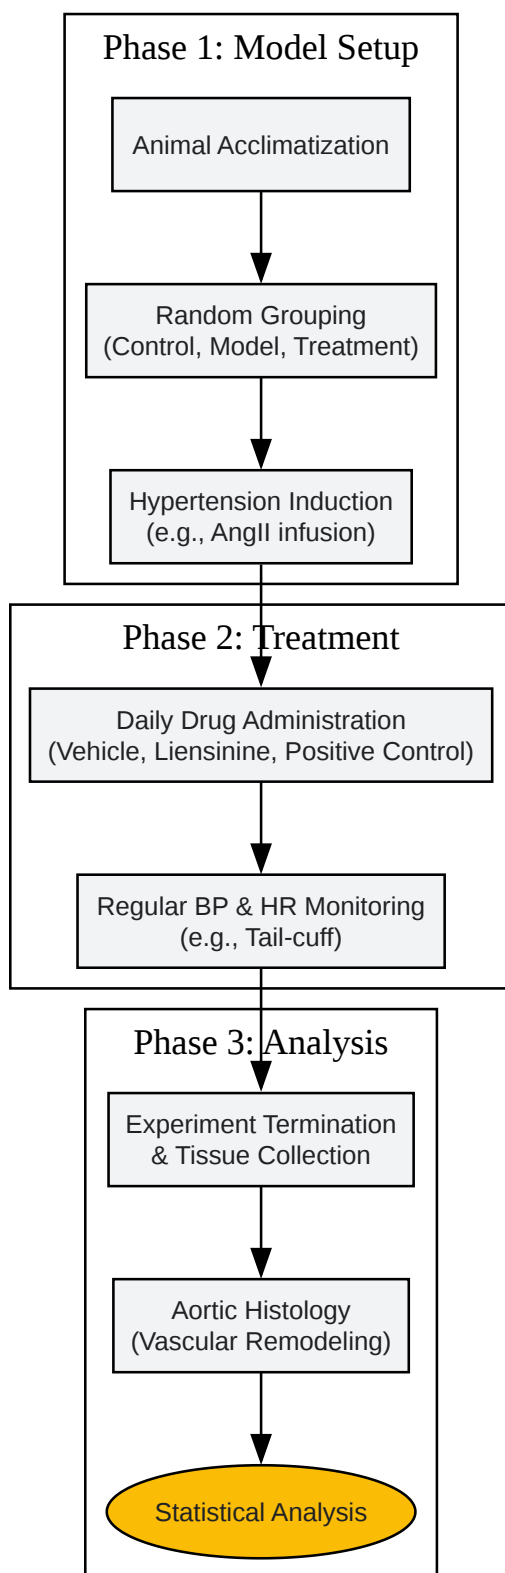 Phase 1: Model Setup
Animal Acclimatization
Random Grouping
(Control, Model, Treatment)
Hypertension Induction
(e.g., AngII infusion)
Phase 2: Treatment
Daily Drug Administration
(Vehicle, Liensinine, Positive Control)
Regular BP & HR Monitoring
(e.g., Tail-cuff)
Phase 3: Analysis
Experiment Termination
& Tissue Collection
Aortic Histology
(Vascular Remodeling)
Statistical Analysis